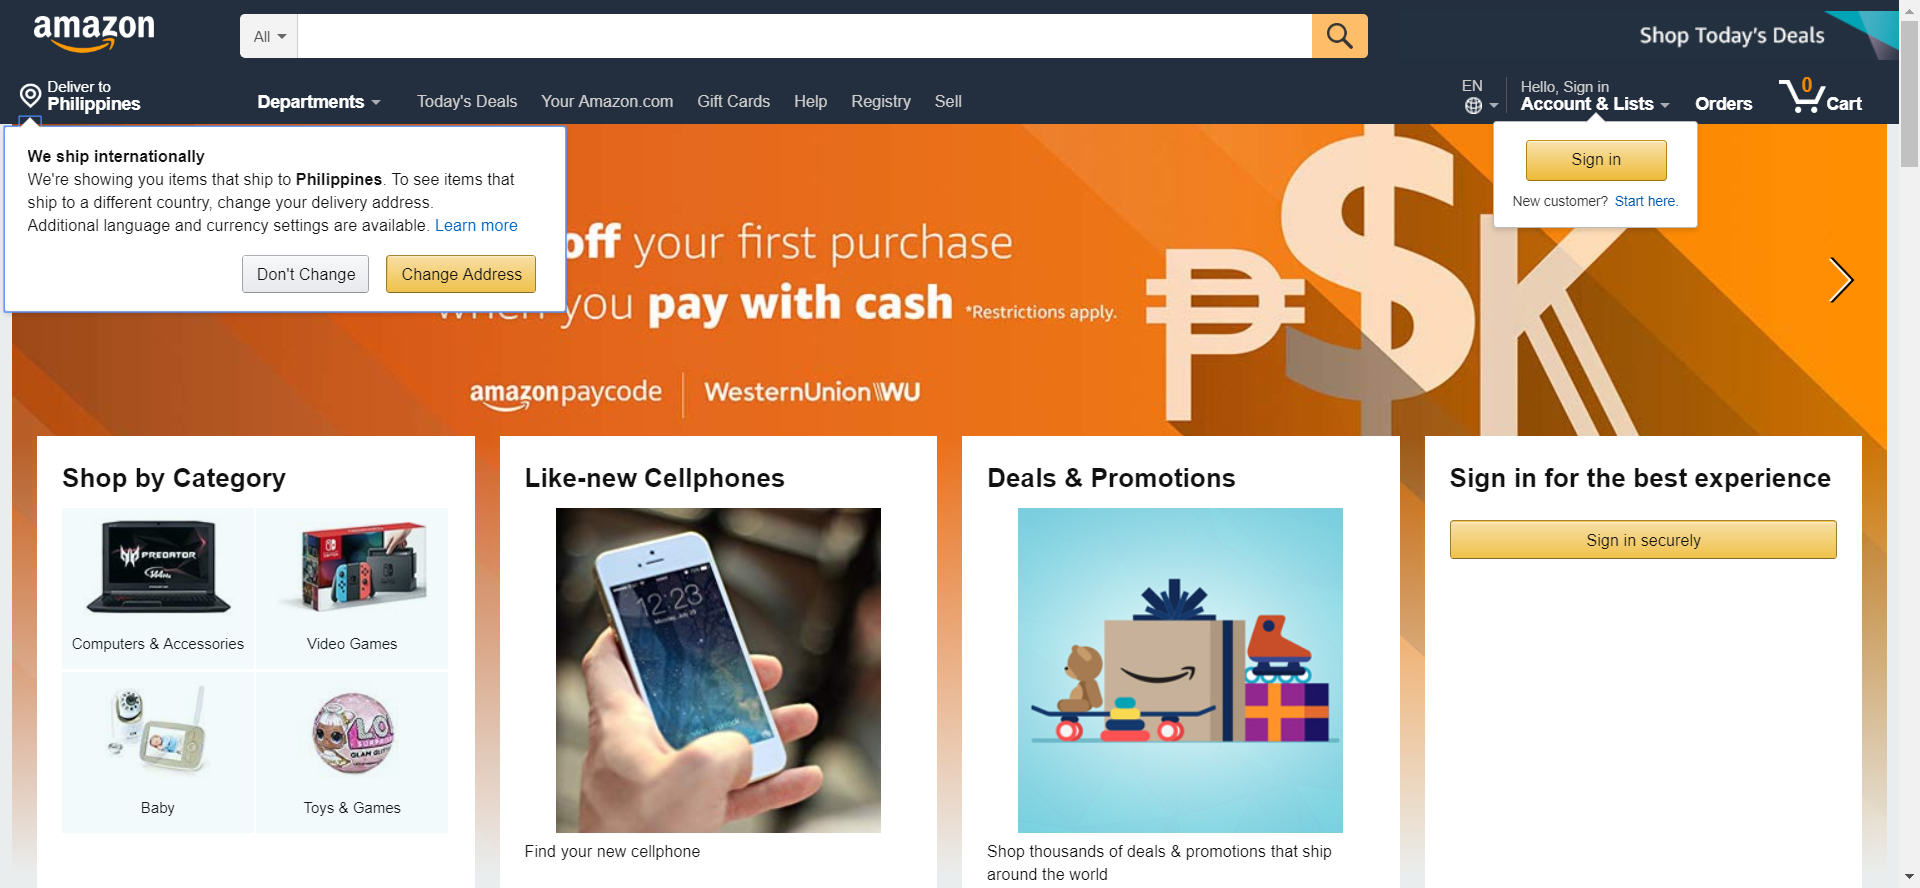 amazon
All
Shop Today's Deals
Deliver to
Philippines
Departments
Today's Deals
Your Amazon.com
Gift Cards
Help
Registry
Sell
EN
Hello, Sign in
Account & Lists
Orders
0
Cart
We ship internationally
We're showing you items that ship to Philippines. To see items that
ship to a different country, change your delivery address.
Additional language and currency settings are available. Learn more
Don't Change
Change Address
Sign in
New customer? Start here.
off your first purchase
when you pay with cash *Restrictions apply.
amazonpaycode
WesternUnion WU
₱$K
Shop by Category
PREDATOR
144Hz
Computers & Accessories
Video Games
Baby
L.O.L.
SURPRISE
GLAM GLITTER
Toys & Games
Like-new Cellphones
12:23
Find your new cellphone
Deals & Promotions
Shop thousands of deals & promotions that ship
around the world
Sign in for the best experience
Sign in securely